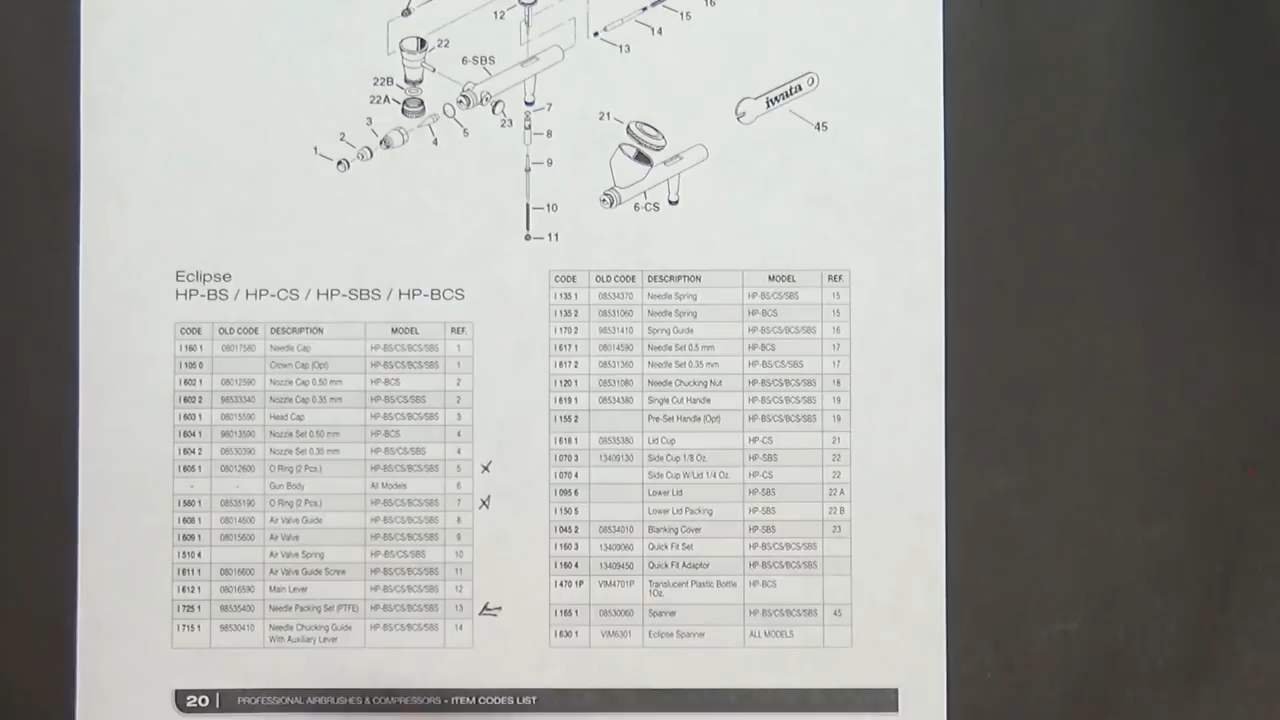 12
16
15
14
13
22
6-SBS
22B
22A
3
2
1
4
5
23
7
8
9
10
11
21
6-CS
iwata
45
Eclipse
HP-BS / HP-CS / HP-SBS / HP-BCS
CODE OLD CODE DESCRIPTION MODEL REF.
I 160 1 08017580 Needle Cap HP-BS/CS/BCS/SBS 1
I 105 0 Crown Cap (Opt) HP-BS/CS/BCS/SBS 1
I 602 1 08012590 Nozzle Cap 0.50 mm HP-BCS 2
I 602 2 98533340 Nozzle Cap 0.35 mm HP-BS/CS/SBS 2
I 603 1 08015590 Head Cap HP-BS/CS/BCS/SBS 3
I 604 1 98013590 Nozzle Set 0.50 mm HP-BCS 4
I 604 2 08530390 Nozzle Set 0.35 mm HP-BS/CS/SBS 4
I 605 1 08012600 O Ring (2 Pcs.) HP-BS/CS/BCS/SBS 5
- - Gun Body All Models 6
I 580 1 08535190 O Ring (2 Pcs.) HP-BS/CS/BCS/SBS 7
I 608 1 08014600 Air Valve Guide HP-BS/CS/BCS/SBS 8
I 609 1 08015600 Air Valve HP-BS/CS/BCS/SBS 9
I 510 4 Air Valve Spring HP-BS/CS/SBS 10
I 611 1 08016600 Air Valve Guide Screw HP-BS/CS/BCS/SBS 11
I 612 1 08016590 Main Lever HP-BS/CS/BCS/SBS 12
I 725 1 98535400 Needle Packing Set (PTFE) HP-BS/CS/BCS/SBS 13
I 715 1 98530410 Needle Chucking Guide HP-BS/CS/BCS/SBS 14
With Auxiliary Lever
CODE OLD CODE DESCRIPTION MODEL REF.
I 135 1 08534370 Needle Spring HP-BS/CS/SBS 15
I 135 2 08531060 Needle Spring HP-BCS 15
I 170 2 98531410 Spring Guide HP-BS/CS/BCS/SBS 16
I 617 1 08014590 Needle Set 0.5 mm HP-BCS 17
I 617 2 08531360 Needle Set 0.35 mm HP-BS/CS/SBS 17
I 120 1 08531080 Needle Chucking Nut HP-BS/CS/BCS/SBS 18
I 619 1 08534380 Single Cut Handle HP-BS/CS/BCS/SBS 19
I 155 2 Pre-Set Handle (Opt) HP-BS/CS/BCS/SBS 19
I 618 1 08535380 Lid Cup HP-CS 21
I 070 3 13409130 Side Cup 1/8 Oz. HP-SBS 22
I 070 4 Side Cup W/Lid 1/4 Oz. HP-CS 22
I 095 6 Lower Lid HP-SBS 22 A
I 150 5 Lower Lid Packing HP-SBS 22 B
I 045 2 08534010 Blanking Cover HP-SBS 23
I 160 3 13409060 Quick Fit Set HP-BS/CS/BCS/SBS
I 160 4 13409450 Quick Fit Adaptor HP-BS/CS/BCS/SBS
I 470 1P VIM4701P Translucent Plastic Bottle HP-BCS
1Oz.
I 165 1 08530060 Spanner HP-BS/CS/BCS/SBS 45
I 630 1 VIM6301 Eclipse Spanner ALL MODELS
20 | PROFESSIONAL AIRBRUSHES & COMPRESSORS - ITEM CODES LIST